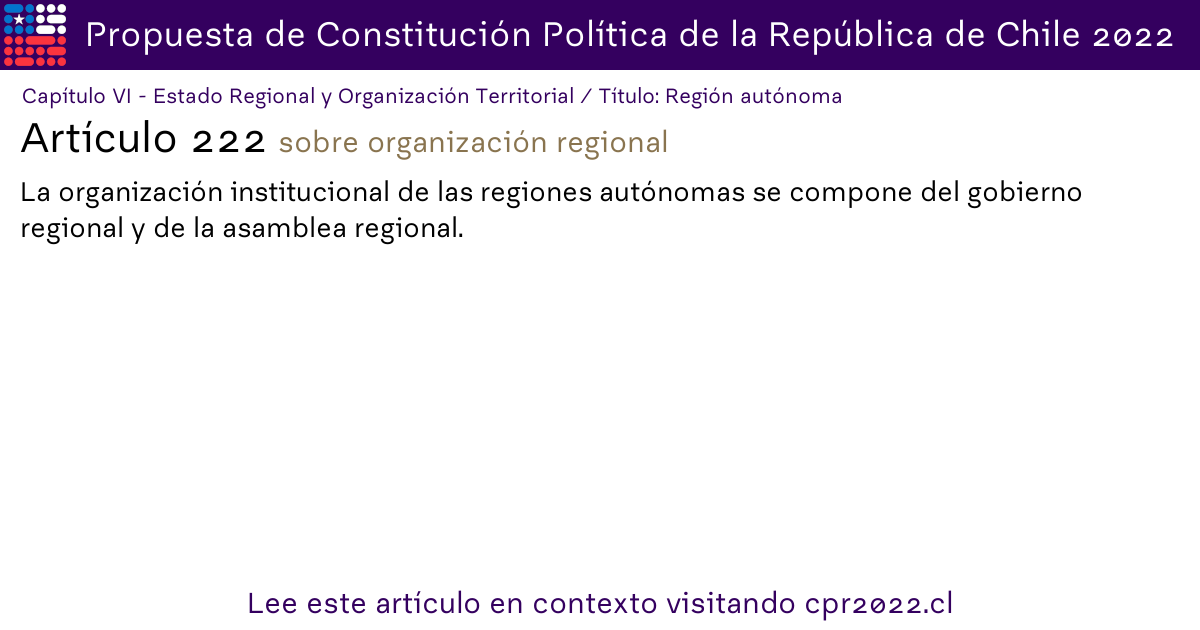 Propuesta de Constitución Política de la República de Chile 2022
Capítulo VI - Estado Regional y Organización Territorial / Título: Región autónoma
Artículo 222 sobre organización regional
La organización institucional de las regiones autónomas se compone del gobierno
regional y de la asamblea regional.
Lee este artículo en contexto visitando cpr2022.cl